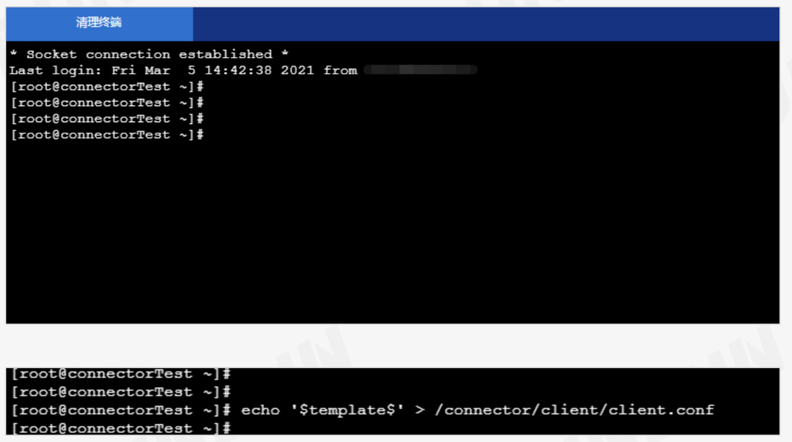 清理终端
* Socket connection established *
Last login: Fri Mar  5 14:42:38 2021 from
[root@connectorTest ~]#
[root@connectorTest ~]#
[root@connectorTest ~]#
[root@connectorTest ~]#
[root@connectorTest ~]#
[root@connectorTest ~]#
[root@connectorTest ~]# echo '$template$' > /connector/client/client.conf
[root@connectorTest ~]#